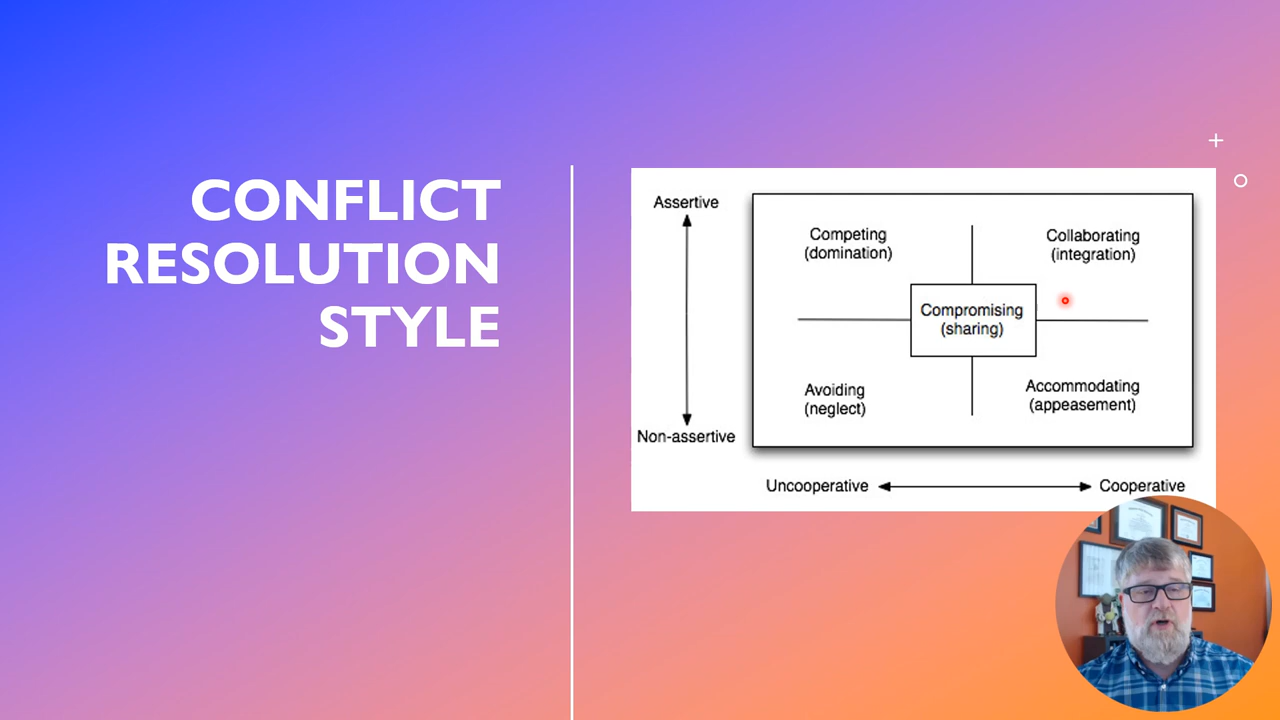 CONFLICT
RESOLUTION
STYLE
Assertive
Competing
(domination)
Collaborating
(integration)
Compromising
(sharing)
Avoiding
(neglect)
Accommodating
(appeasement)
Non-assertive
Uncooperative
Cooperative